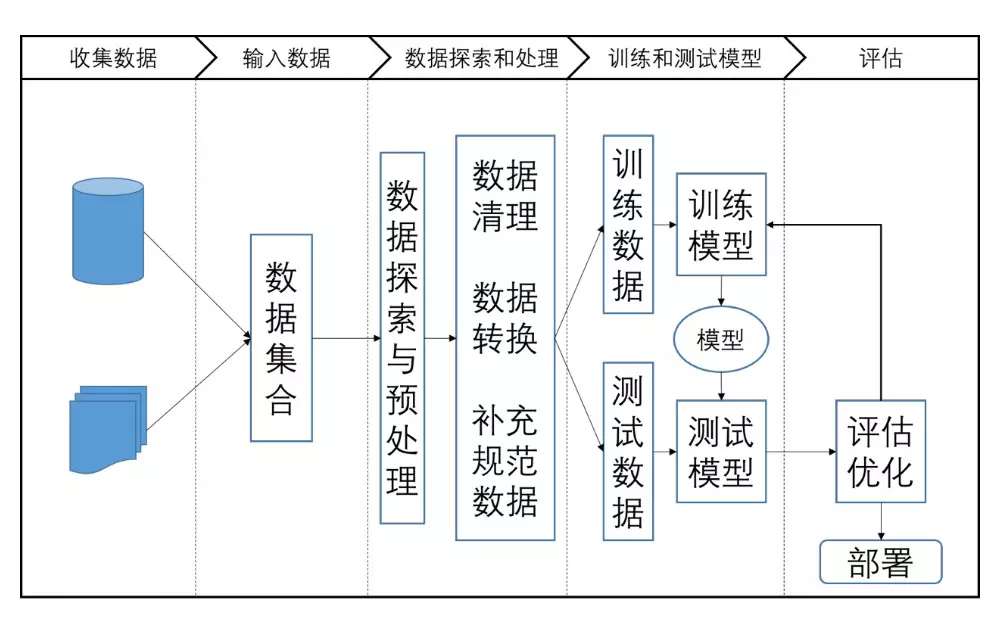 收集数据
输入数据
数据探索和处理
训练和测试模型
评估
数据集合
数据探索与预处理
数据
清理
数据
转换
补充
规范
数据
训练数据
测试数据
训练
模型
模型
测试
模型
评估
优化
部署